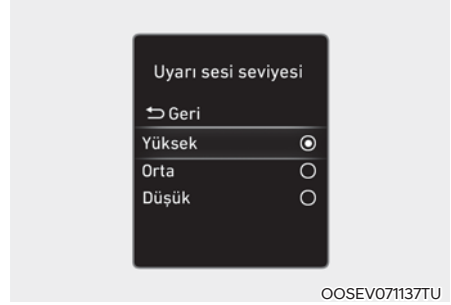 Uyarı sesi seviyesi
Geri
Yüksek
Orta
Düşük
OOSEV071137TU